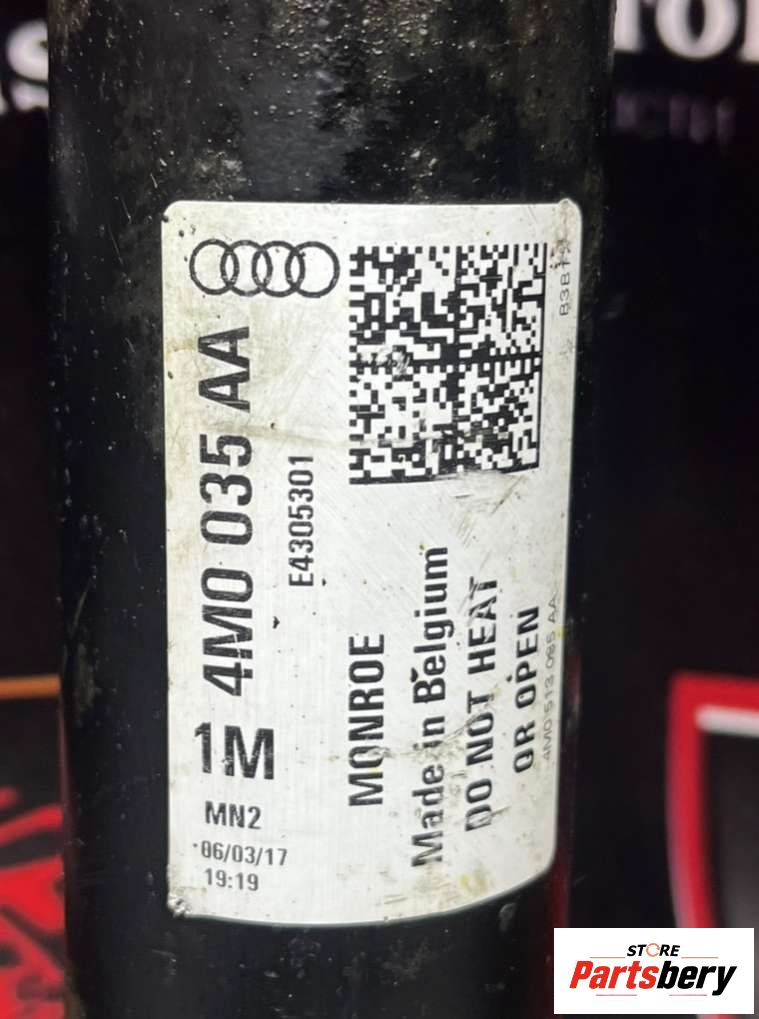 4M0 035 AA
E4305301
1M
MN2
06/03/17
19:19
MONROE
Made in Belgium
DO NOT HEAT
OR OPEN
4M0 513 035 AA
STORE
Partsbery